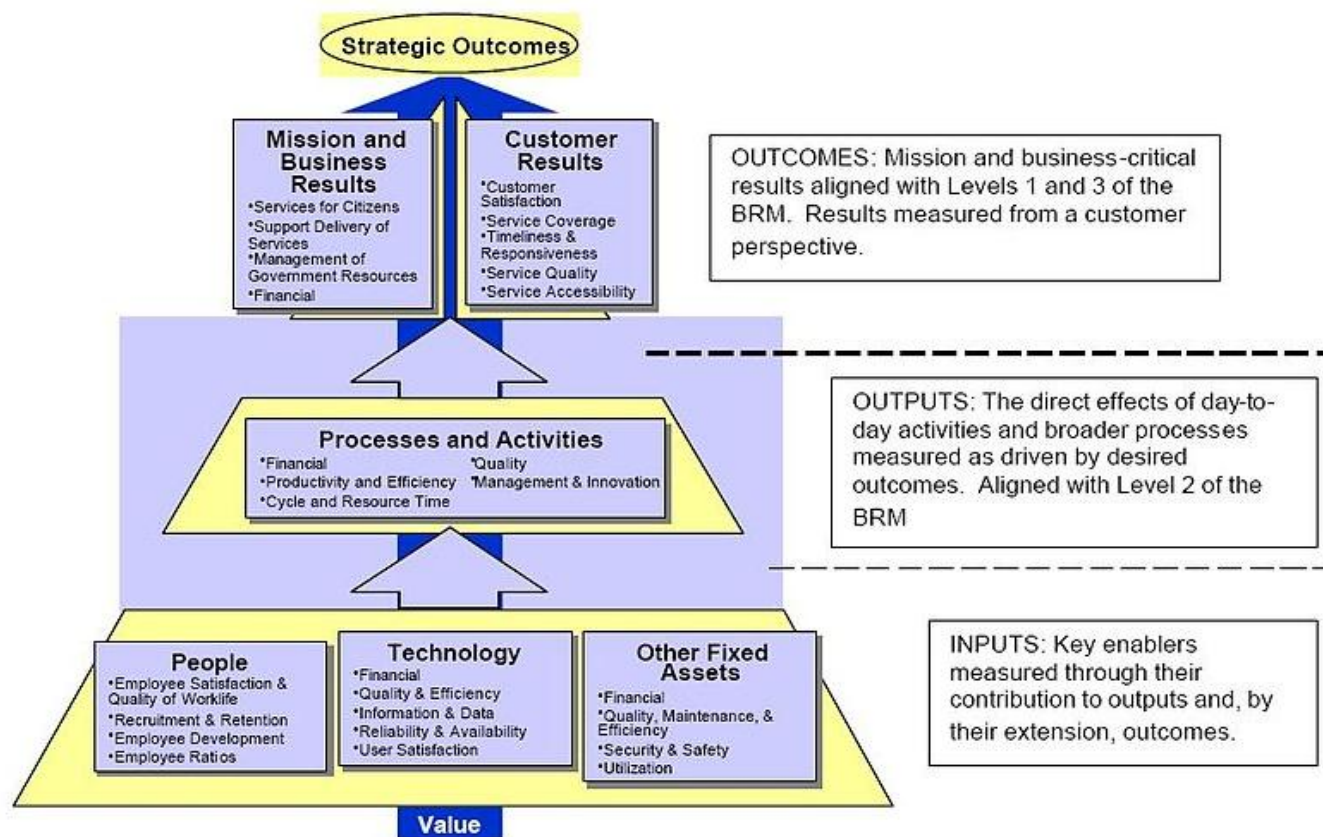 Strategic Outcomes
Mission and
Business
Results
•Services for Citizens
•Support Delivery of
Services
•Management of
Government Resources
•Financial
Customer
Results
•Customer
Satisfaction
•Service Coverage
•Timeliness &
Responsiveness
•Service Quality
•Service Accessibility
OUTCOMES: Mission and business-critical
results aligned with Levels 1 and 3 of the
BRM. Results measured from a customer
perspective.
Processes and Activities
•Financial
•Productivity and Efficiency
•Cycle and Resource Time
•Quality
•Management & Innovation
OUTPUTS: The direct effects of day-to-
day activities and broader processes
measured as driven by desired
outcomes. Aligned with Level 2 of the
BRM
People
•Employee Satisfaction &
Quality of Worklife
•Recruitment & Retention
•Employee Development
•Employee Ratios
Technology
•Financial
•Quality & Efficiency
•Information & Data
•Reliability & Availability
•User Satisfaction
Other Fixed
Assets
•Financial
•Quality, Maintenance, &
Efficiency
•Security & Safety
•Utilization
INPUTS: Key enablers
measured through their
contribution to outputs and, by
their extension, outcomes.
Value